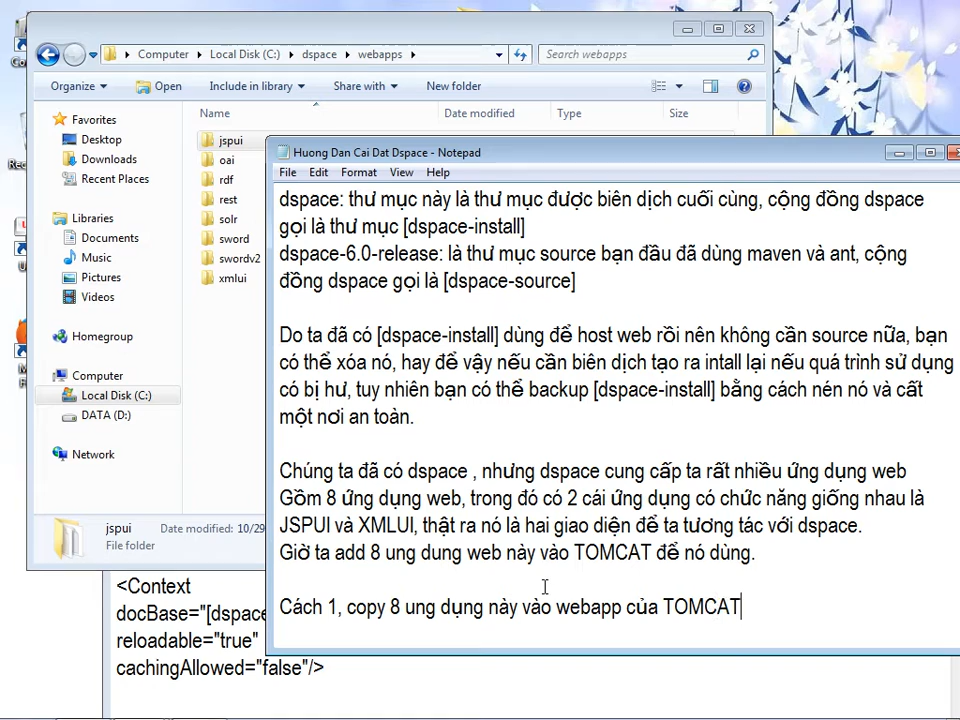 Computer Local Disk (C:) dspace webapps Search webapps
Organize Open Include in library Share with New folder
Name Date modified Type Size
Favorites
Desktop
Downloads
Recent Places
Libraries
Documents
Music
Pictures
Videos
Homegroup
Computer
Local Disk (C:)
DATA (D:)
Network
jspui
oai
rdf
rest
solr
sword
swordv2
xmlui
jspui Date modified: 10/29
File folder
Huong Dan Cai Dat Dspace - Notepad
File Edit Format View Help
dspace: thư mục này là thư mục được biên dịch cuối cùng, cộng đồng dspace
gọi là thư mục [dspace-install]
dspace-6.0-release: là thư mục source bạn đầu đã dùng maven và ant, cộng
đồng dspace gọi là [dspace-source]
Do ta đã có [dspace-install] dùng để host web rồi nên không cần source nữa, bạn
có thể xóa nó, hay để vậy nếu cần biên dịch tạo ra intall lại nếu quá trình sử dụng
có bị hư, tuy nhiên bạn có thể backup [dspace-install] bằng cách nén nó và cất
một nơi an toàn.
Chúng ta đã có dspace , nhưng dspace cung cấp ta rất nhiều ứng dụng web
Gồm 8 ứng dụng web, trong đó có 2 cái ứng dụng có chức năng giống nhau là
JSPUI và XMLUI, thật ra nó là hai giao diện để ta tương tác với dspace.
Giờ ta add 8 ung dung web này vào TOMCAT để nó dùng.
Cách 1, copy 8 ung dụng này vào webapp của TOMCAT
<Context
docBase="[dspace
reloadable="true"
cachingAllowed="false"/>